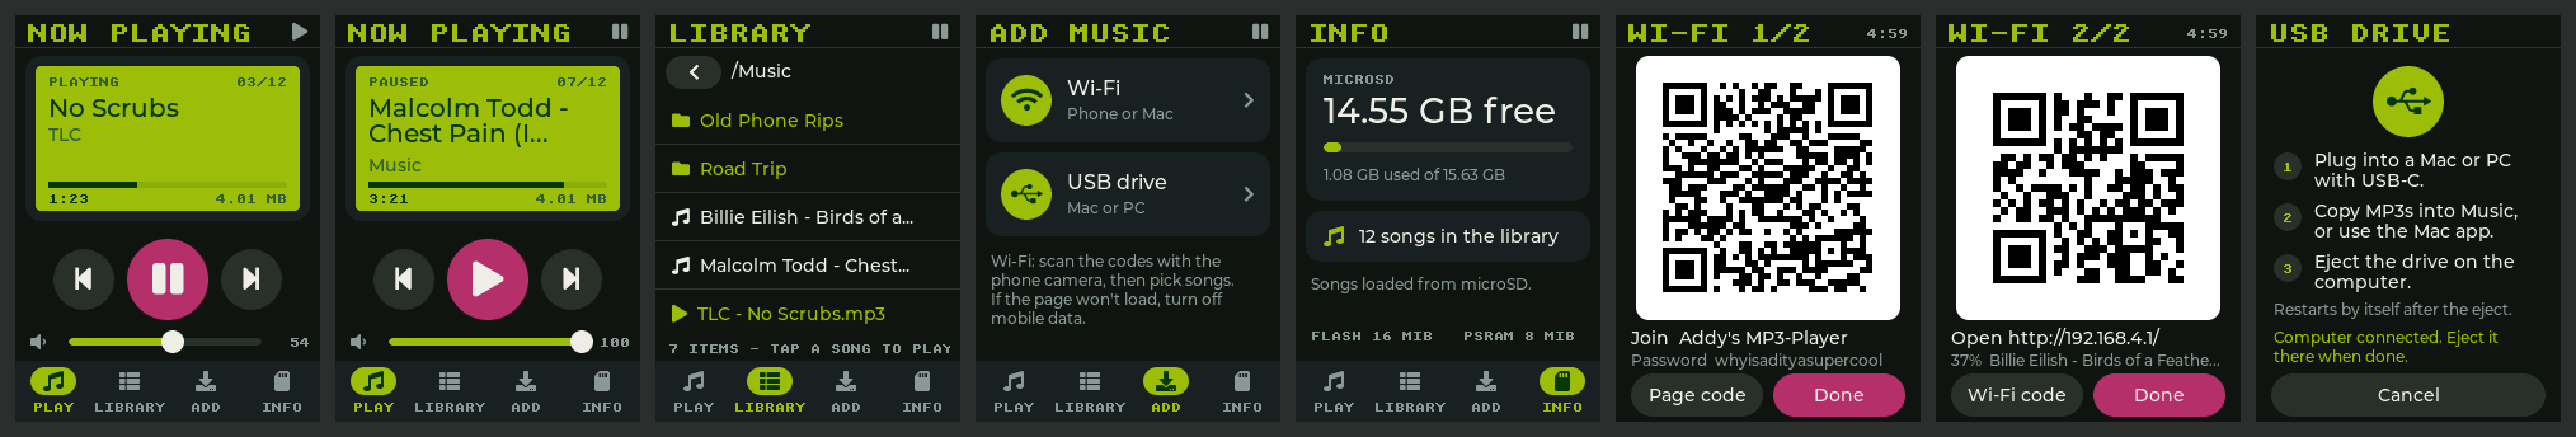 NOW PLAYING
PLAYING 03/12
No Scrubs
TLC
1:23 4.01 MB
54
PLAY LIBRARY ADD INFO
NOW PLAYING
PAUSED 07/12
Malcolm Todd -
Chest Pain (I...
Music
3:21 4.01 MB
100
PLAY LIBRARY ADD INFO
LIBRARY
/Music
Old Phone Rips
Road Trip
Billie Eilish - Birds of a...
Malcolm Todd - Chest...
TLC - No Scrubs.mp3
7 ITEMS - TAP A SONG TO PLAY
PLAY LIBRARY ADD INFO
ADD MUSIC
Wi-Fi
Phone or Mac
USB drive
Mac or PC
Wi-Fi: scan the codes with the
phone camera, then pick songs.
If the page won't load, turn off
mobile data.
PLAY LIBRARY ADD INFO
INFO
MICROSD
14.55 GB free
1.08 GB used of 15.63 GB
12 songs in the library
Songs loaded from microSD.
FLASH 16 MIB PSRAM 8 MIB
PLAY LIBRARY ADD INFO
WI-FI 1/2 4:59
Join Addy's MP3-Player
Password whyisadityasupercool
Page code Done
WI-FI 2/2 4:59
Open http://192.168.4.1/
37% Billie Eilish - Birds of a Feathe...
Wi-Fi code Done
USB DRIVE
1 Plug into a Mac or PC
with USB-C.
2 Copy MP3s into Music,
or use the Mac app.
3 Eject the drive on the
computer.
Restarts by itself after the eject.
Computer connected. Eject it
there when done.
Cancel